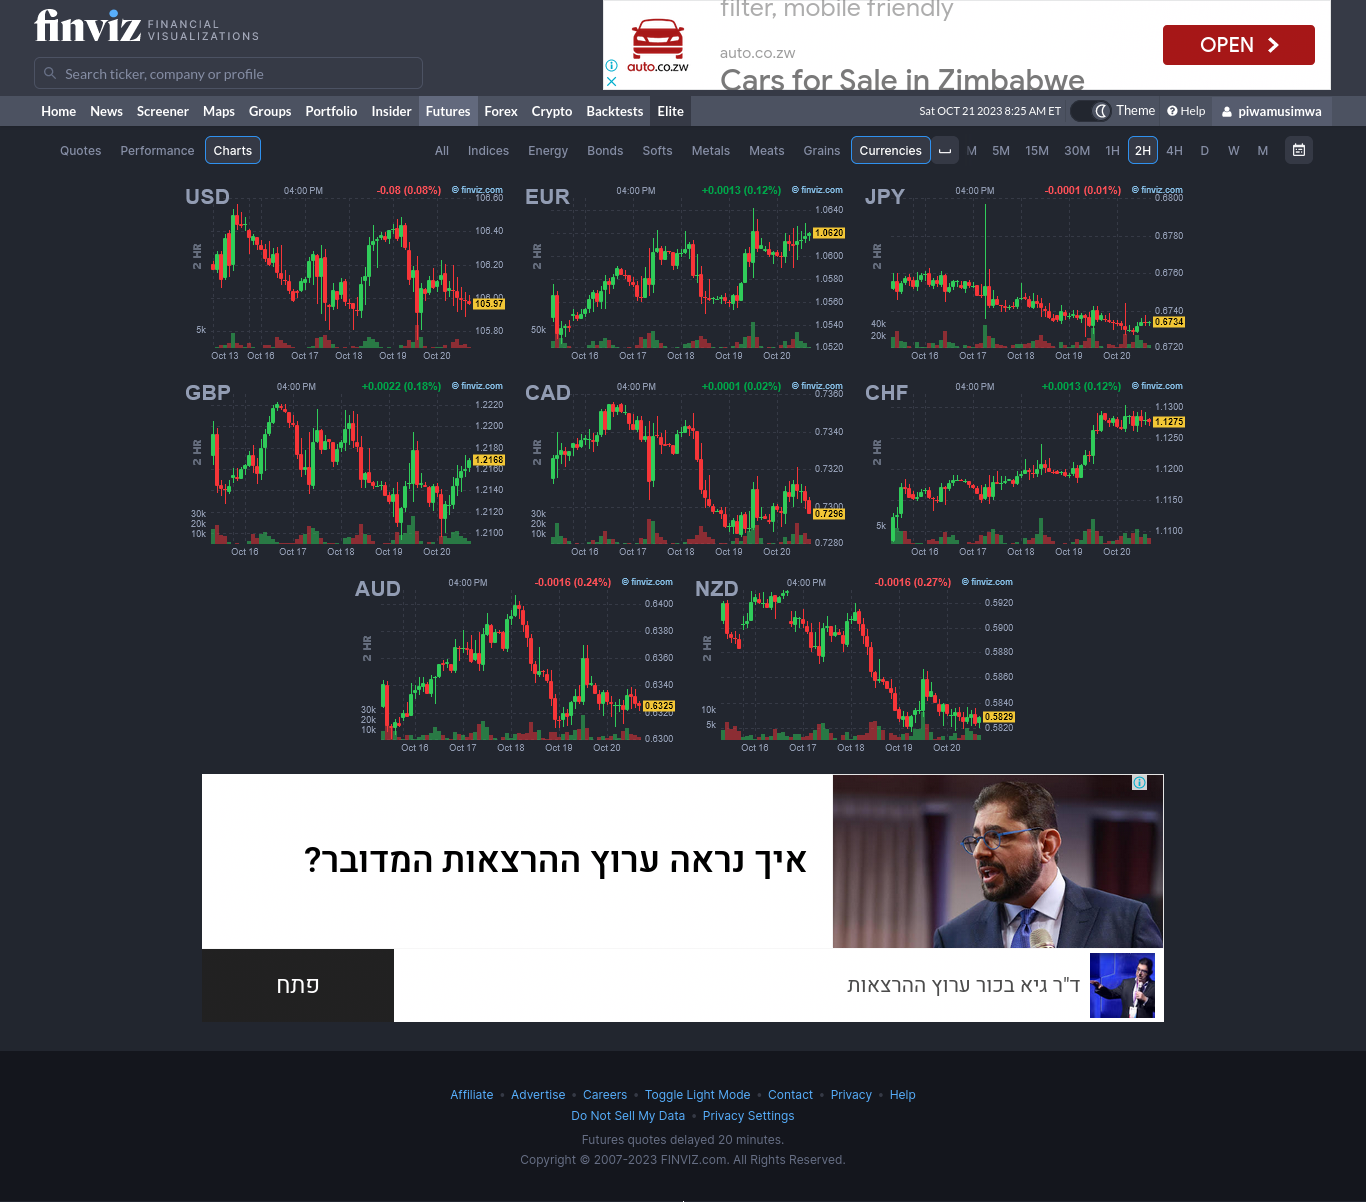 finviz FINANCIAL VISUALIZATIONS
filter, mobile friendly
auto.co.zw
auto.co.zw
Cars for Sale in Zimbabwe
OPEN
Search ticker, company or profile
Home News Screener Maps Groups Portfolio Insider Futures Forex Crypto Backtests Elite
Sat OCT 21 2023 8:25 AM ET Theme Help piwamusimwa
Quotes Performance Charts
All Indices Energy Bonds Softs Metals Meats Grains Currencies M 5M 15M 30M 1H 2H 4H D W M
USD 04:00 PM -0.08 (0.08%) © finviz.com
2 HR
106.60
106.40
106.20
106.00
105.97
105.80
5k
Oct 13 Oct 16 Oct 17 Oct 18 Oct 19 Oct 20
EUR 04:00 PM +0.0013 (0.12%) © finviz.com
2 HR
1.0640
1.0620
1.0600
1.0580
1.0560
1.0540
1.0520
50k
Oct 16 Oct 17 Oct 18 Oct 19 Oct 20
JPY 04:00 PM -0.0001 (0.01%) © finviz.com
2 HR
0.6800
0.6780
0.6760
0.6740
0.6734
0.6720
40k
20k
Oct 16 Oct 17 Oct 18 Oct 19 Oct 20
GBP 04:00 PM +0.0022 (0.18%) © finviz.com
2 HR
1.2220
1.2200
1.2180
1.2168
1.2160
1.2140
1.2120
1.2100
30k
20k
10k
Oct 16 Oct 17 Oct 18 Oct 19 Oct 20
CAD 04:00 PM +0.0001 (0.02%) © finviz.com
2 HR
0.7360
0.7340
0.7320
0.7300
0.7296
0.7280
30k
20k
10k
Oct 16 Oct 17 Oct 18 Oct 19 Oct 20
CHF 04:00 PM +0.0013 (0.12%) © finviz.com
2 HR
1.1300
1.1275
1.1250
1.1200
1.1150
1.1100
5k
Oct 16 Oct 17 Oct 18 Oct 19 Oct 20
AUD 04:00 PM -0.0016 (0.24%) © finviz.com
2 HR
0.6400
0.6380
0.6360
0.6340
0.6325
0.6320
0.6300
30k
20k
10k
Oct 16 Oct 17 Oct 18 Oct 19 Oct 20
NZD 04:00 PM -0.0016 (0.27%) © finviz.com
2 HR
0.5920
0.5900
0.5880
0.5860
0.5840
0.5829
0.5820
10k
5k
Oct 16 Oct 17 Oct 18 Oct 19 Oct 20
איך נראה ערוץ ההרצאות המדובר?
ד"ר גיא בכור ערוץ ההרצאות
פתח
Affiliate • Advertise • Careers • Toggle Light Mode • Contact • Privacy • Help
Do Not Sell My Data • Privacy Settings
Futures quotes delayed 20 minutes.
Copyright © 2007-2023 FINVIZ.com. All Rights Reserved.